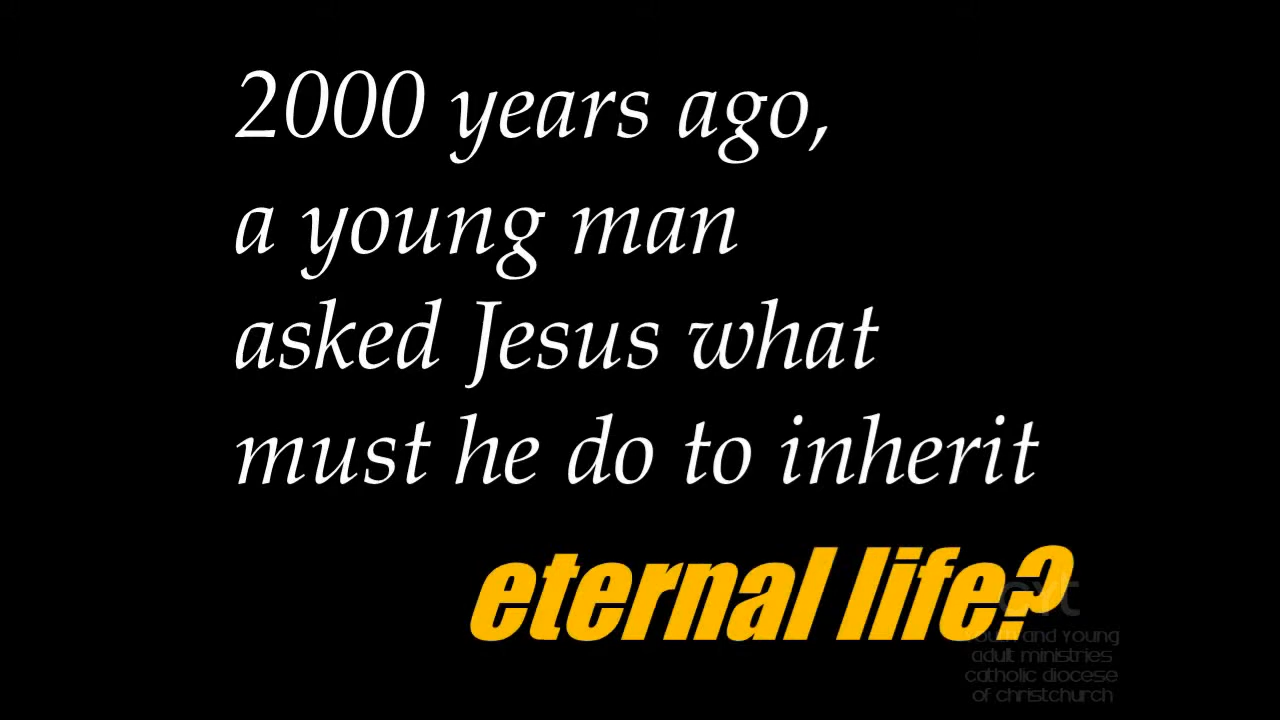 2000 years ago,
a young man
asked Jesus what
must he do to inherit
eternal life?
and young
adult ministries
catholic diocese
of christchurch